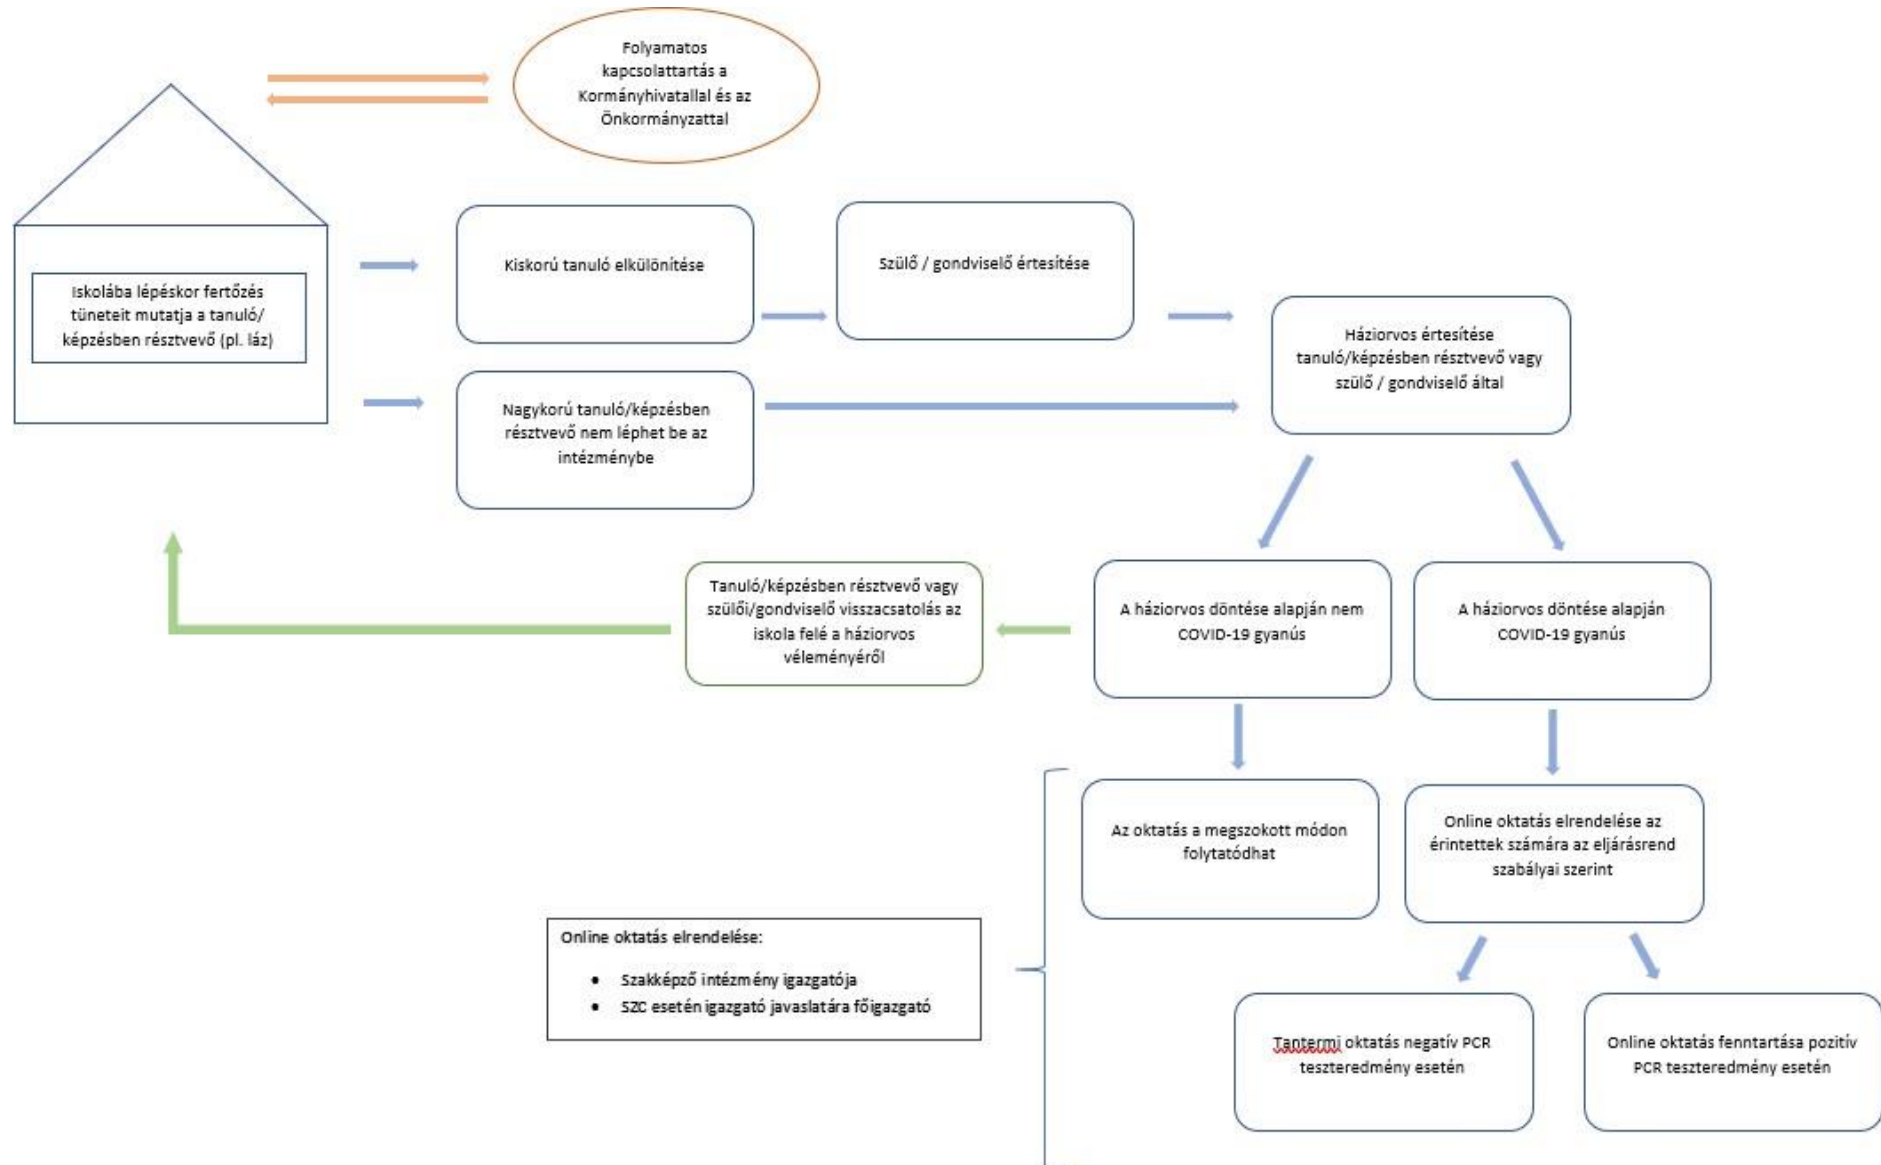 Folyamatos
kapcsolattartás a
Kormányhivatallal és az
Önkormányzattal
Iskolába lépéskor fertőzés
tüneteit mutatja a tanuló/
képzésben résztvevő (pl. láz)
Kiskorú tanuló elkülönítése
Szülő / gondviselő értesítése
Háziorvos értesítése
tanuló/képzésben résztvevő vagy
szülő / gondviselő által
Nagykorú tanuló/képzésben
résztvevő nem léphet be az
intézménybe
Tanuló/képzésben résztvevő vagy
szülői/gondviselő visszacsatolás az
iskola felé a háziorvos
véleményéről
A háziorvos döntése alapján nem
COVID-19 gyanús
A háziorvos döntése alapján
COVID-19 gyanús
Az oktatás a megszokott módon
folytatódhat
Online oktatás elrendelése az
érintettek számára az eljárásrend
szabályai szerint
Online oktatás elrendelése:
• Szakképző intézmény igazgatója
• SZC esetén igazgató javaslatára főigazgató
Tantermi oktatás negatív PCR
teszteredmény esetén
Online oktatás fenntartása pozitív
PCR teszteredmény esetén